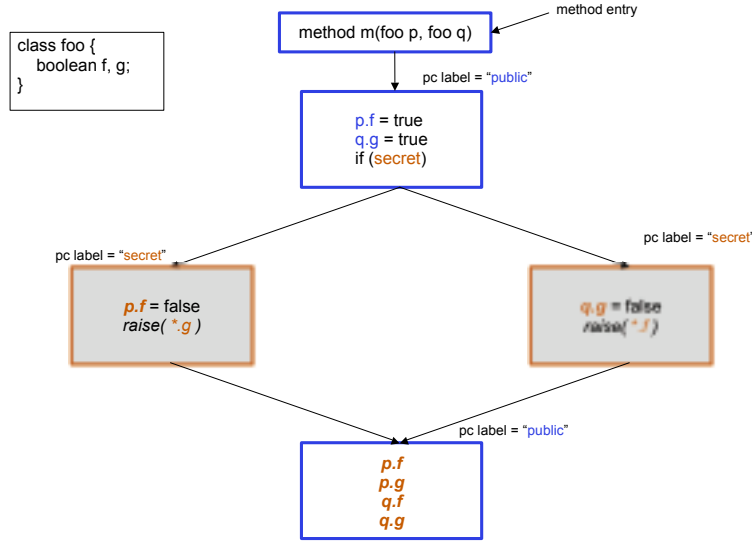 method entry
method m(foo p, foo q)
class foo {
boolean f, g;
}
pc label = “public”
p.f = true
q.g = true
if (secret)
pc label = “secret”
pc label = “secret”
p.f = false
raise( *.g )
q.g = false
raise( *.f )
pc label = “public”
p.f
p.g
q.f
q.g